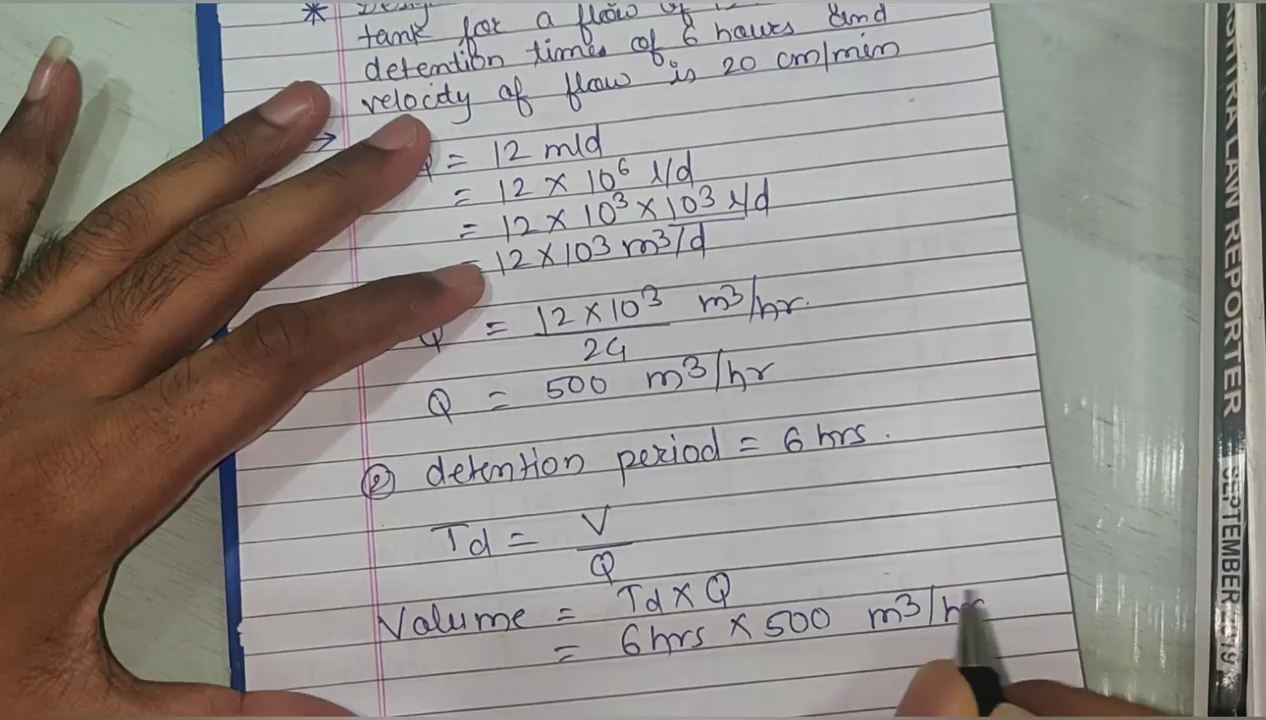 tank for a flow of
detention times of 6 hours and
velocity of flow is 20 cm/min
→
= 12 mld
= 12 × 10⁶ l/d
= 12 × 10³ × 10³ l/d
= 12 × 10³ m³/d
Q = 12 × 10³ / 24 m³/hr.
Q = 500 m³/hr
② detention period = 6 hrs.
Td = V / Q
Volume = Td × Q
= 6 hrs × 500 m³/hr
LAW REPORTER
SEPTEMBER 2019